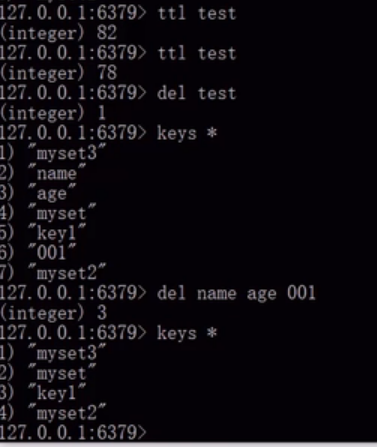 127.0.0.1:6379> ttl test
(integer) 82
127.0.0.1:6379> ttl test
(integer) 78
127.0.0.1:6379> del test
(integer) 1
127.0.0.1:6379> keys *
1) "myset3"
2) "name"
3) "age"
4) "myset"
5) "key1"
6) "001"
7) "myset2"
127.0.0.1:6379> del name age 001
(integer) 3
127.0.0.1:6379> keys *
1) "myset3"
2) "myset"
3) "key1"
4) "myset2"
127.0.0.1:6379>